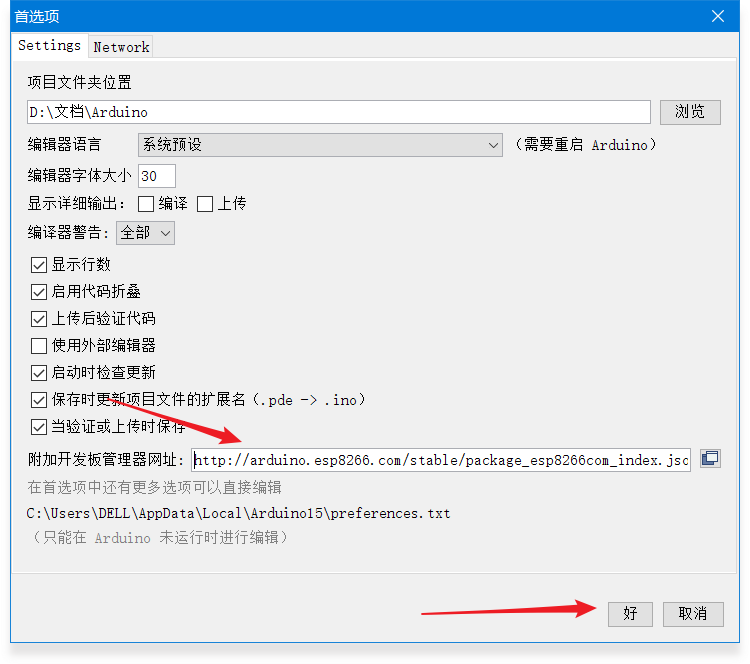 首选项
Settings Network
项目文件夹位置
D:\文档\Arduino 浏览
编辑器语言 系统预设 (需要重启 Arduino)
编辑器字体大小 30
显示详细输出: 编译 上传
编译器警告: 全部
显示行数
启用代码折叠
上传后验证代码
使用外部编辑器
启动时检查更新
保存时更新项目文件的扩展名(.pde -> .ino)
当验证或上传时保存
附加开发板管理器网址: http://arduino.esp8266.com/stable/package_esp8266com_index.jsc
在首选项中还有更多选项可以直接编辑
C:\Users\DELL\AppData\Local\Arduino15\preferences.txt
(只能在 Arduino 未运行时进行编辑)
好 取消